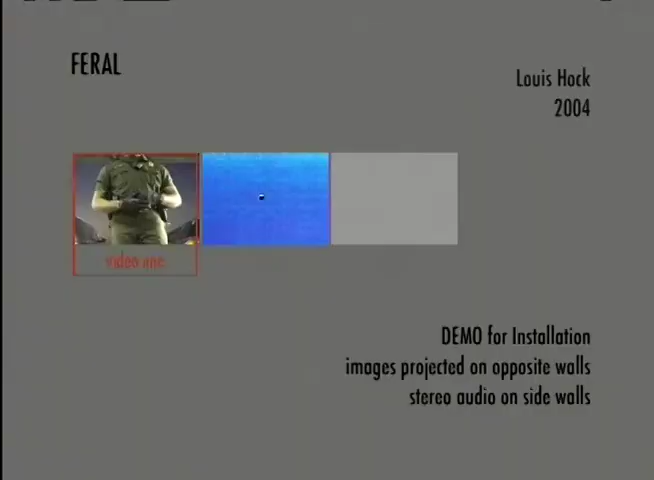 FERAL
Louis Hock
2004
video one
DEMO for Installation
images projected on opposite walls
stereo audio on side walls